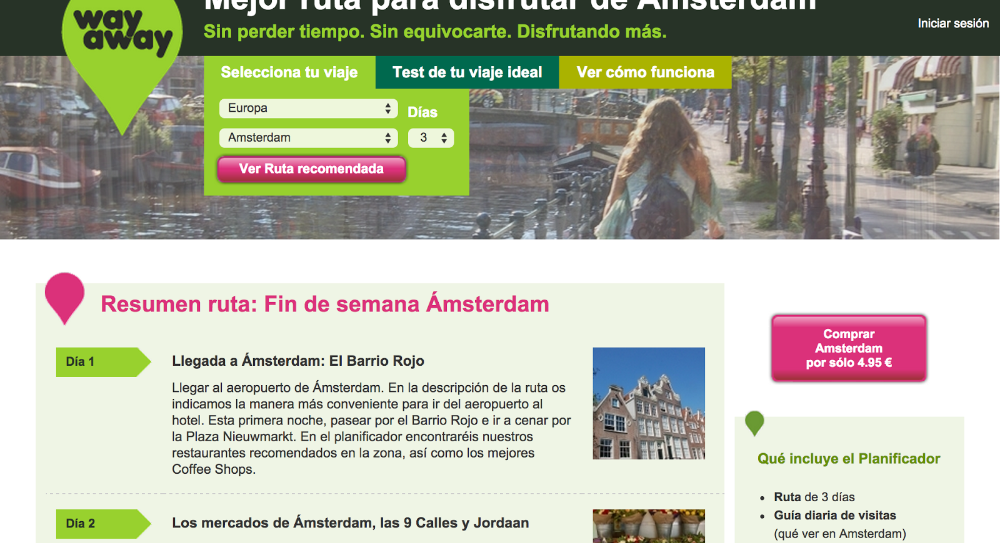 Mejor ruta para disfrutar de Ámsterdam
way
away
Sin perder tiempo. Sin equivocarte. Disfrutando más.
Iniciar sesión
Selecciona tu viaje
Test de tu viaje ideal
Ver cómo funciona
Europa
Días
Amsterdam
3
Ver Ruta recomendada
Resumen ruta: Fin de semana Ámsterdam
Día 1
Llegada a Ámsterdam: El Barrio Rojo
Llegar al aeropuerto de Ámsterdam. En la descripción de la ruta os
indicamos la manera más conveniente para ir del aeropuerto al
hotel. Esta primera noche, pasear por el Barrio Rojo e ir a cenar por
la Plaza Nieuwmarkt. En el planificador encontraréis nuestros
restaurantes recomendados en la zona, así como los mejores
Coffee Shops.
Día 2
Los mercados de Ámsterdam, las 9 Calles y Jordaan
Comprar
Amsterdam
por sólo 4.95 €
Qué incluye el Planificador
• Ruta de 3 días
• Guía diaria de visitas
(qué ver en Amsterdam)